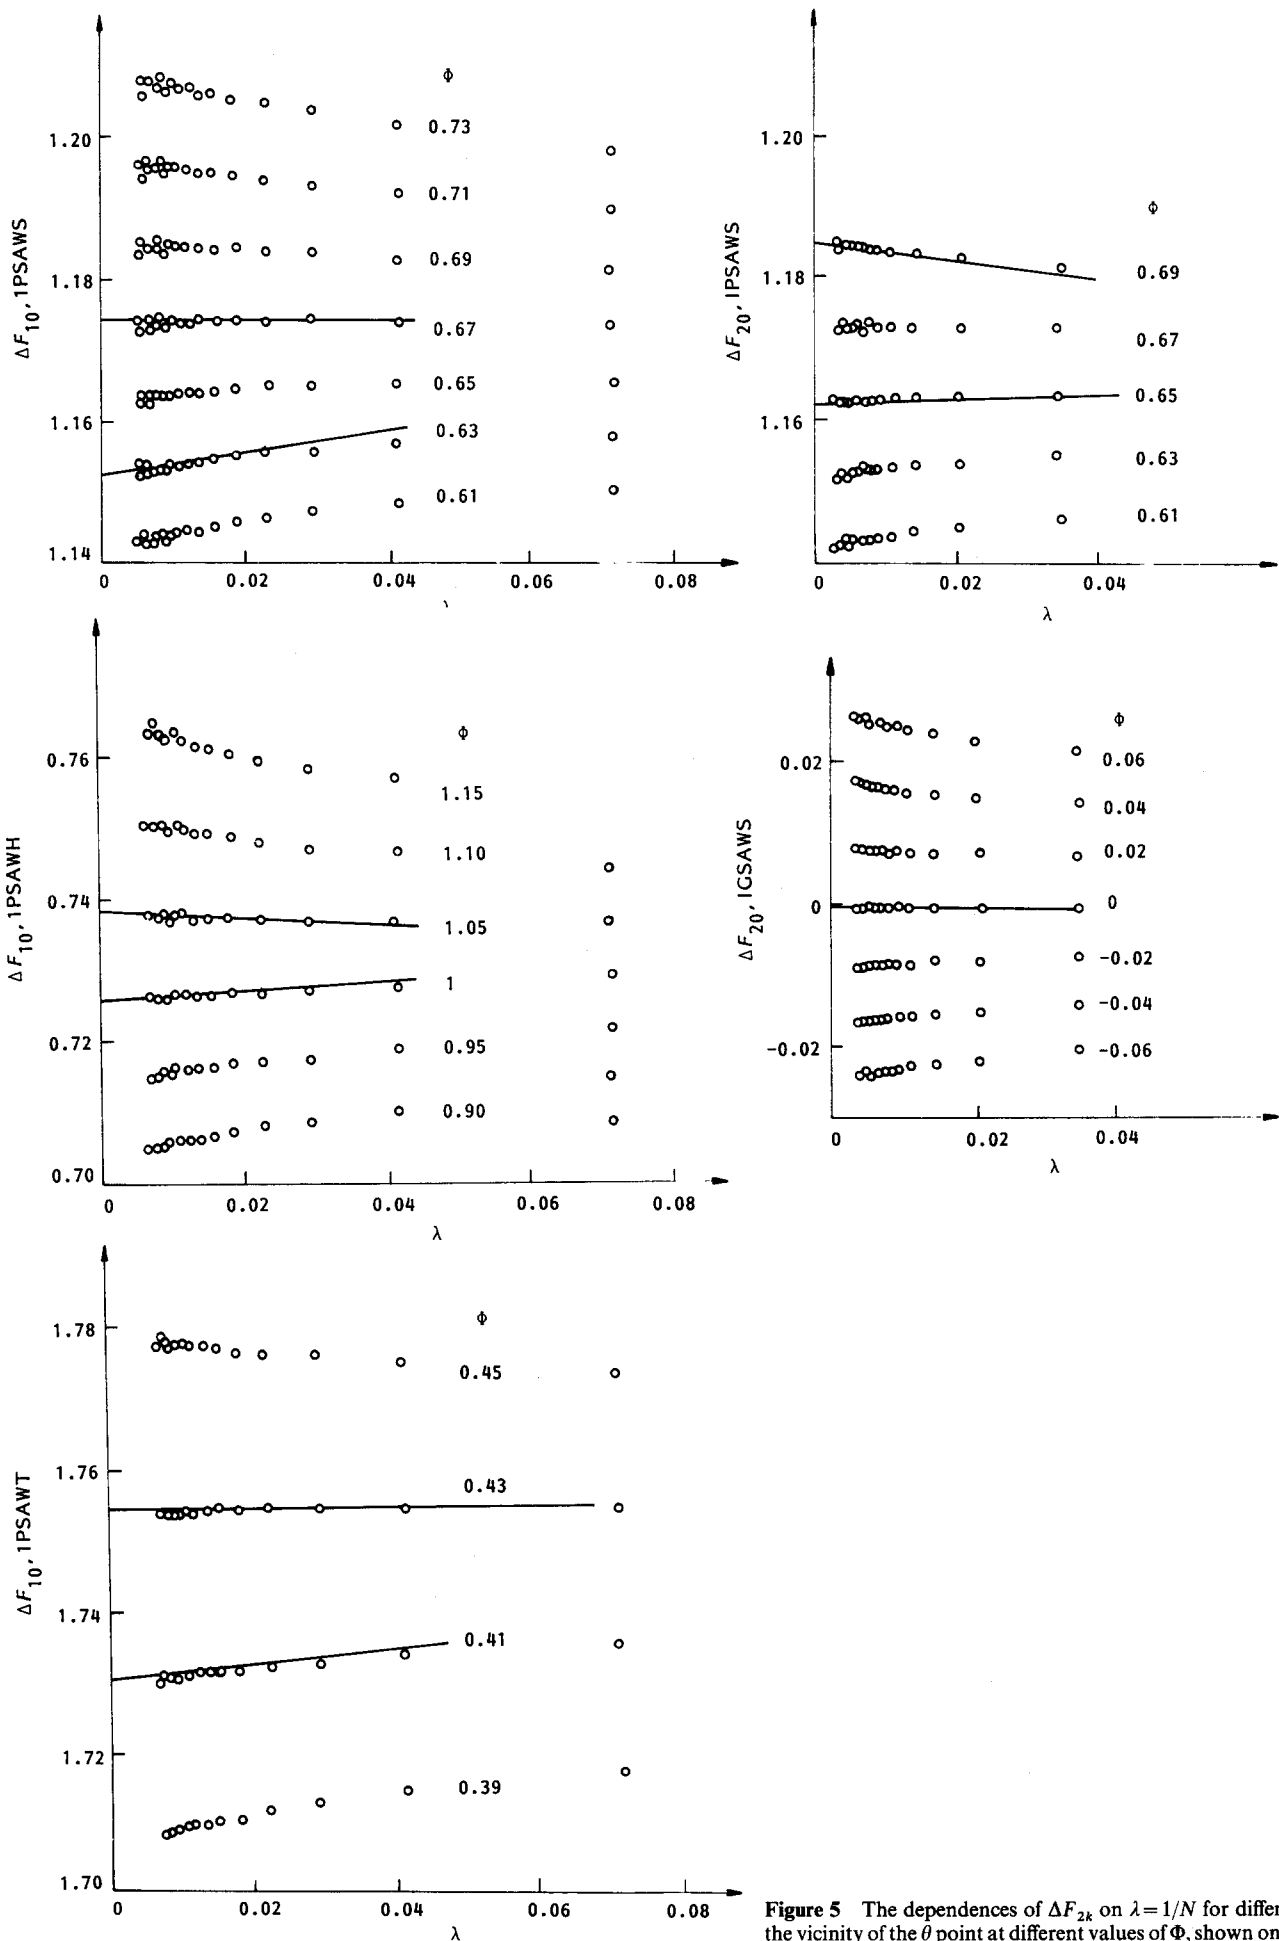 Φ
1.20
0.73
0.71
0.69
1.18
0.67
0.65
1.16
0.63
0.61
1.14
0 0.02 0.04 0.06 0.08
ΔF10, 1PSAWS
1.20
Φ
1.18
0.69
0.67
0.65
1.16
0.63
0.61
0 0.02 0.04
λ
ΔF20, IPSAWS
Φ
0.76
1.15
1.10
0.74
1.05
1
0.72
0.95
0.90
0.70
0 0.02 0.04 0.06 0.08
λ
ΔF10, 1PSAWH
Φ
0.02
0.06
0.04
0.02
0
0
−0.02
−0.04
−0.02
−0.06
0 0.02 0.04
λ
ΔF20, IGSAWS
Φ
1.78
0.45
1.76
0.43
1.74
0.41
1.72
0.39
1.70
0 0.02 0.04 0.06 0.08
λ
ΔF10, 1PSAWT
Figure 5 The dependences of ΔF2k on λ=1/N for differe
the vicinity of the θ point at different values of Φ, shown on